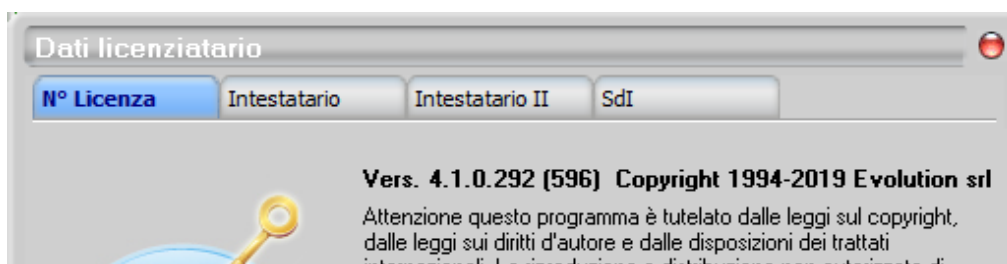 Dati licenziatario
N° Licenza Intestatario Intestatario II SdI
Vers. 4.1.0.292 (596) Copyright 1994-2019 Evolution srl
Attenzione questo programma è tutelato dalle leggi sul copyright,
dalle leggi sui diritti d'autore e dalle disposizioni dei trattati